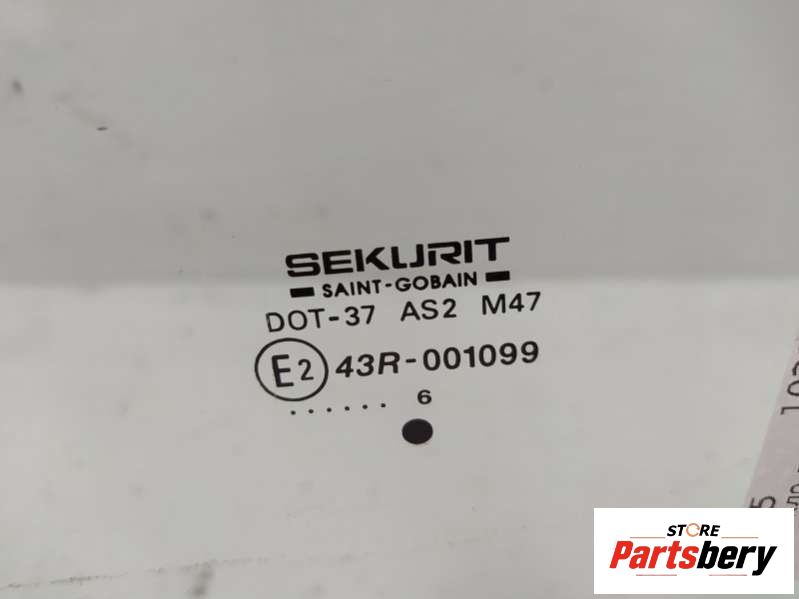 SEKURIT
SAINT-GOBAIN
DOT-37 AS2 M47
E2 43R-001099
...... 6
STORE
Partsbery